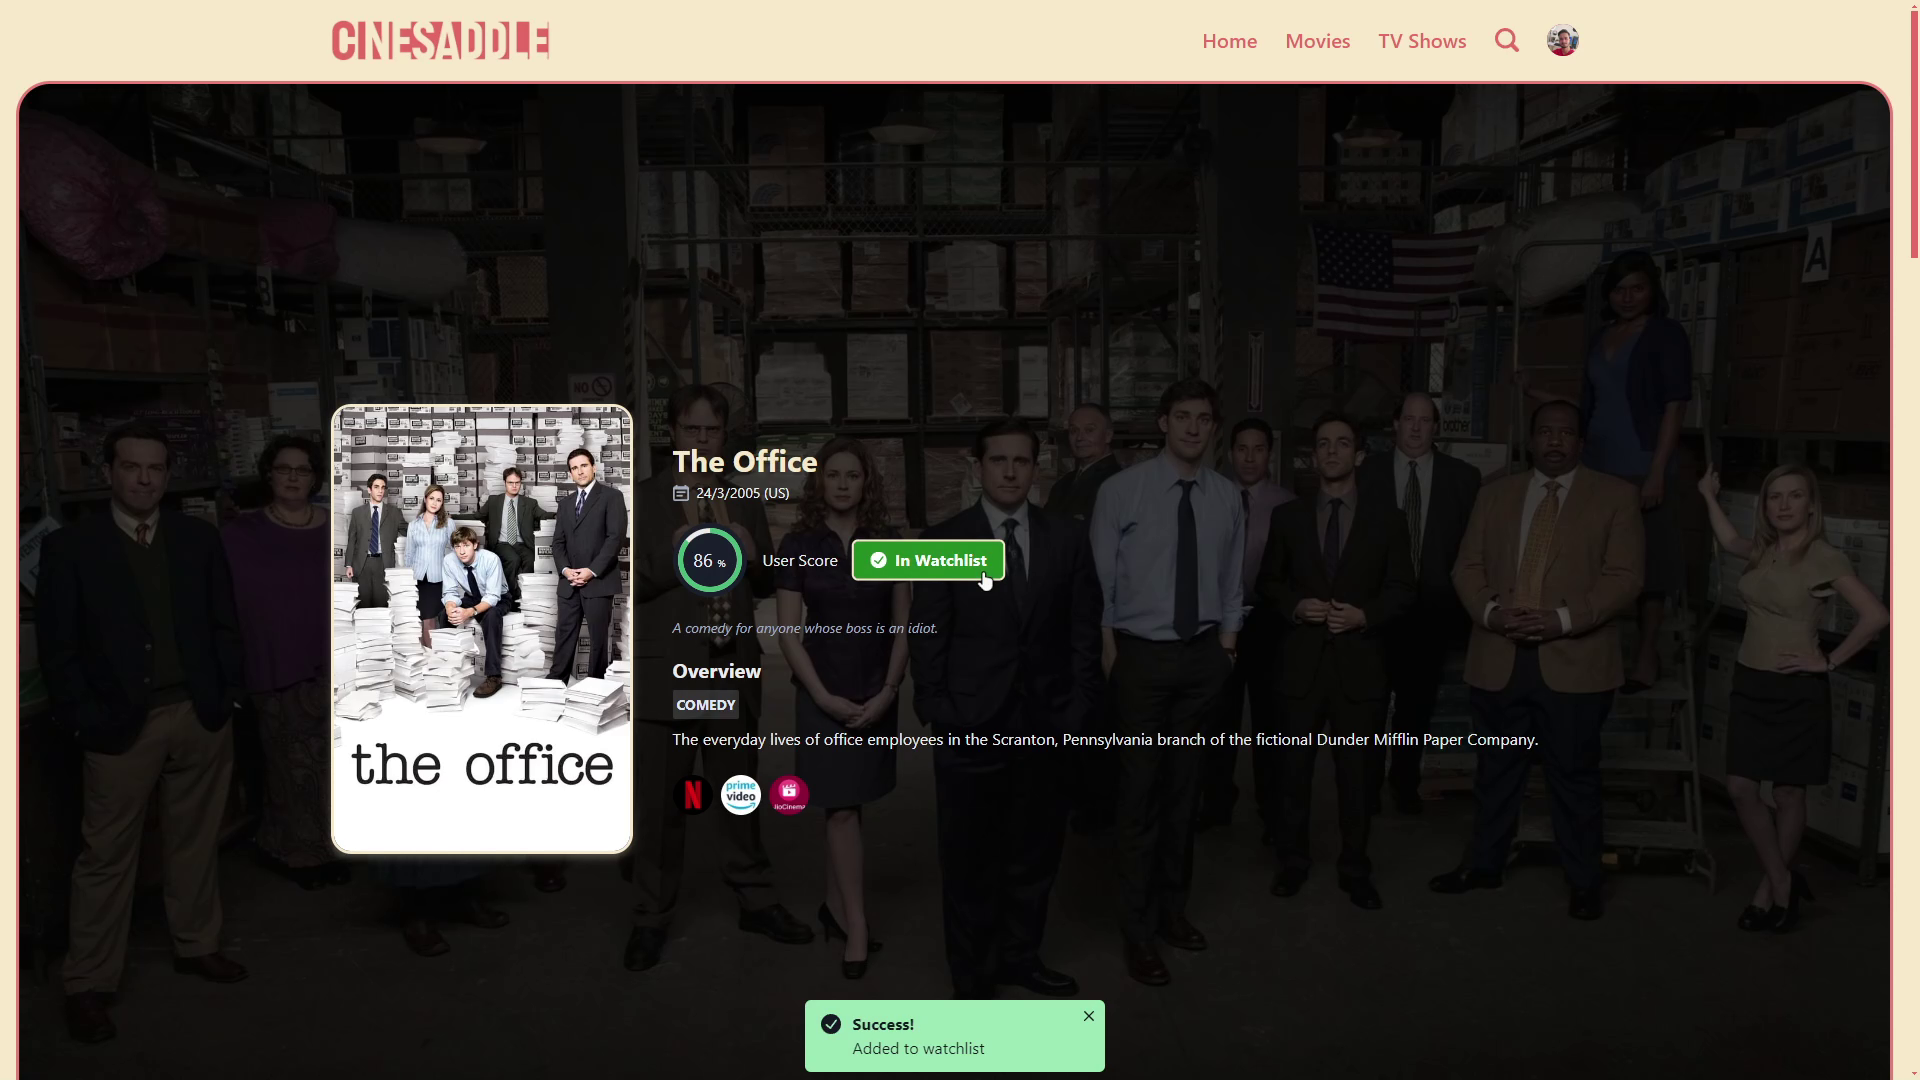 CINESADDLE
Home
Movies
TV Shows
NO
A
The Office
24/3/2005 (US)
86 %
User Score
In Watchlist
A comedy for anyone whose boss is an idiot.
Overview
COMEDY
The everyday lives of office employees in the Scranton, Pennsylvania branch of the fictional Dunder Mifflin Paper Company.
the office
N
prime
video
JioCinema
Success!
Added to watchlist